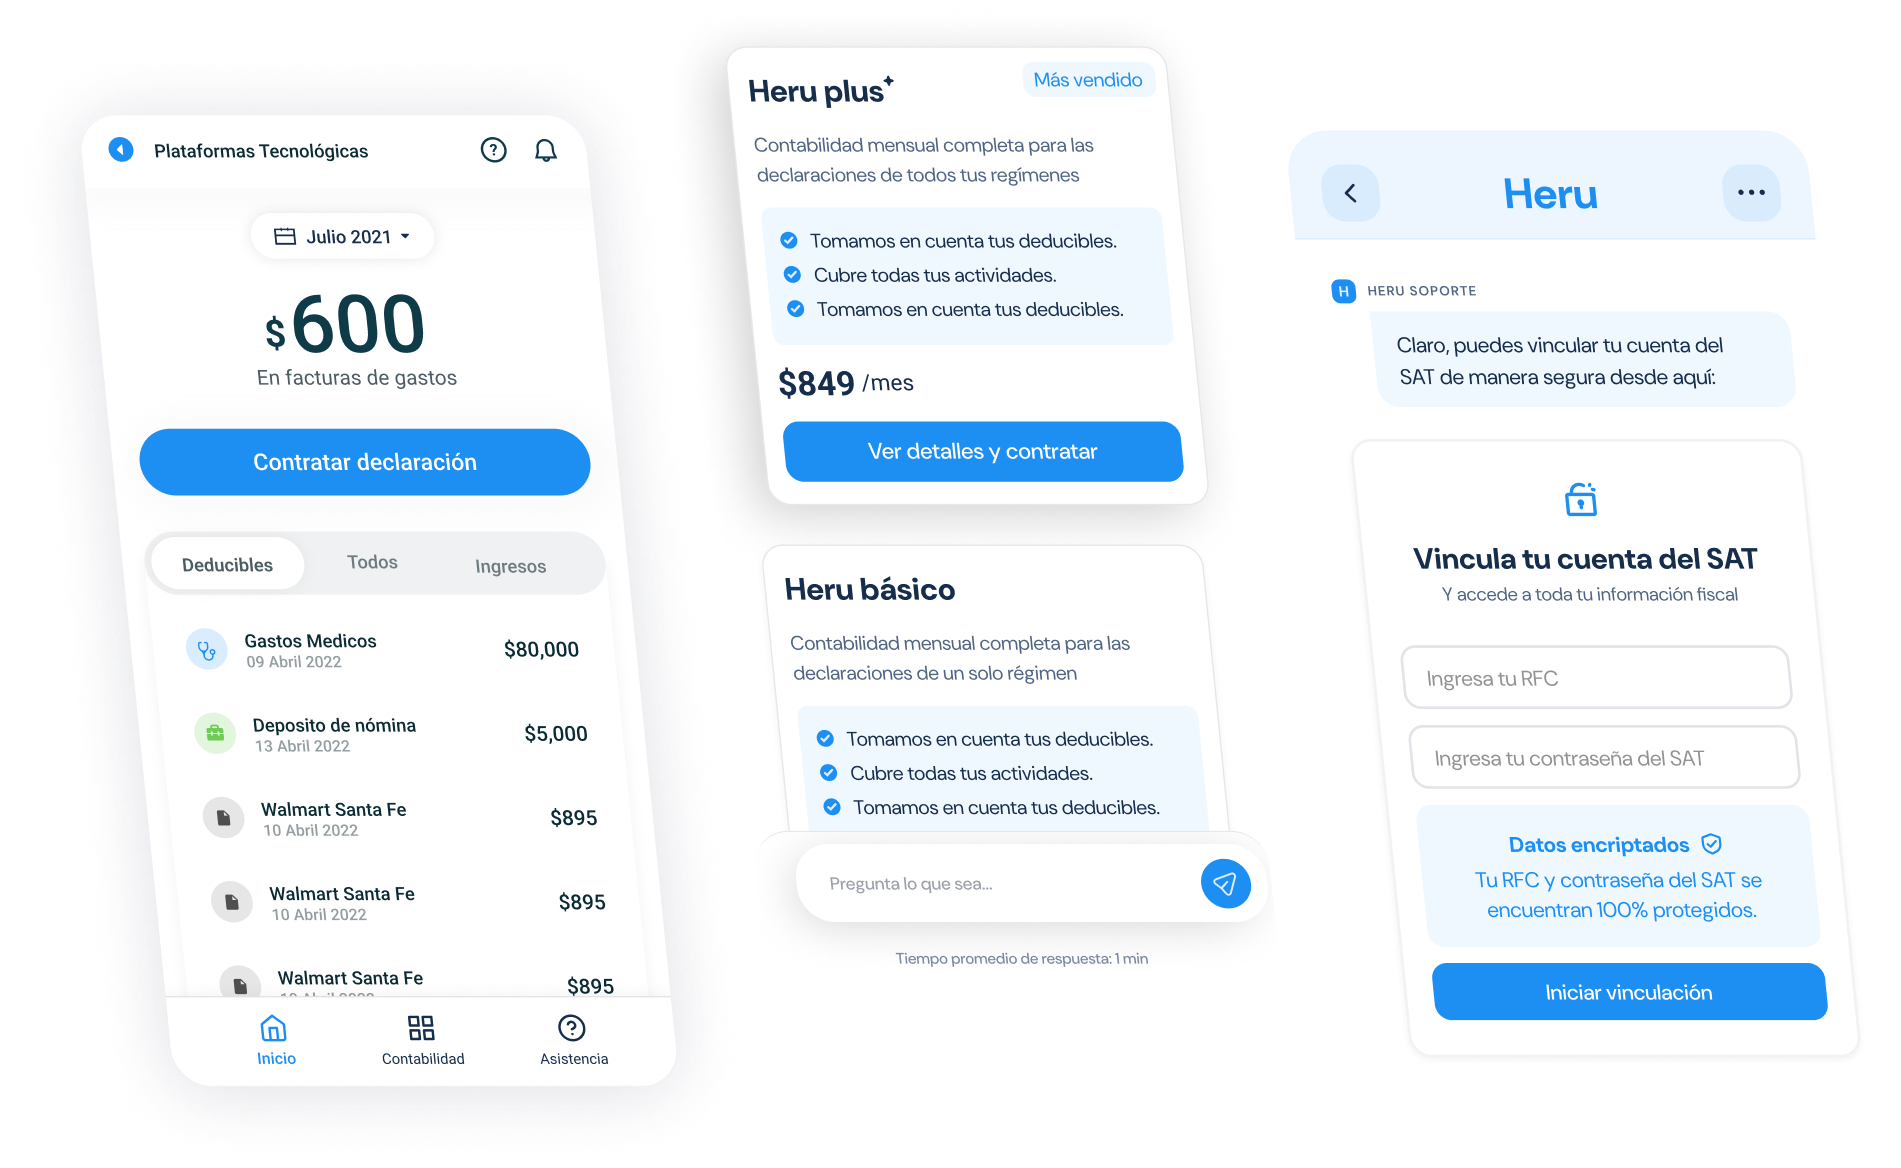 Plataformas Tecnológicas
Julio 2021
$600
En facturas de gastos
Contratar declaración
Deducibles
Todos
Ingresos
Gastos Medicos
$80,000
09 Abril 2022
Deposito de nómina
$5,000
13 Abril 2022
Walmart Santa Fe
$895
10 Abril 2022
Walmart Santa Fe
$895
10 Abril 2022
Walmart Santa Fe
$895
Inicio
Contabilidad
Asistencia
Heru plus
Más vendido
Contabilidad mensual completa para las
declaraciones de todos tus regímenes
Tomamos en cuenta tus deducibles.
Cubre todas tus actividades.
Tomamos en cuenta tus deducibles.
$849 /mes
Ver detalles y contratar
Heru básico
Contabilidad mensual completa para las
declaraciones de un solo régimen
Tomamos en cuenta tus deducibles.
Cubre todas tus actividades.
Tomamos en cuenta tus deducibles.
Pregunta lo que sea...
Tiempo promedio de respuesta: 1 min
Heru
H HERU SOPORTE
Claro, puedes vincular tu cuenta del
SAT de manera segura desde aquí:
Vincula tu cuenta del SAT
Y accede a toda tu información fiscal
Ingresa tu RFC
Ingresa tu contraseña del SAT
Datos encriptados
Tu RFC y contraseña del SAT se
encuentran 100% protegidos.
Iniciar vinculación